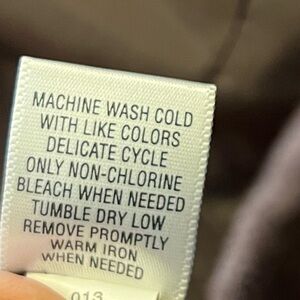 MACHINE WASH COLD
WITH LIKE COLORS
DELICATE CYCLE
ONLY NON-CHLORINE
BLEACH WHEN NEEDED
TUMBLE DRY LOW
REMOVE PROMPTLY
WARM IRON
WHEN NEEDED
013